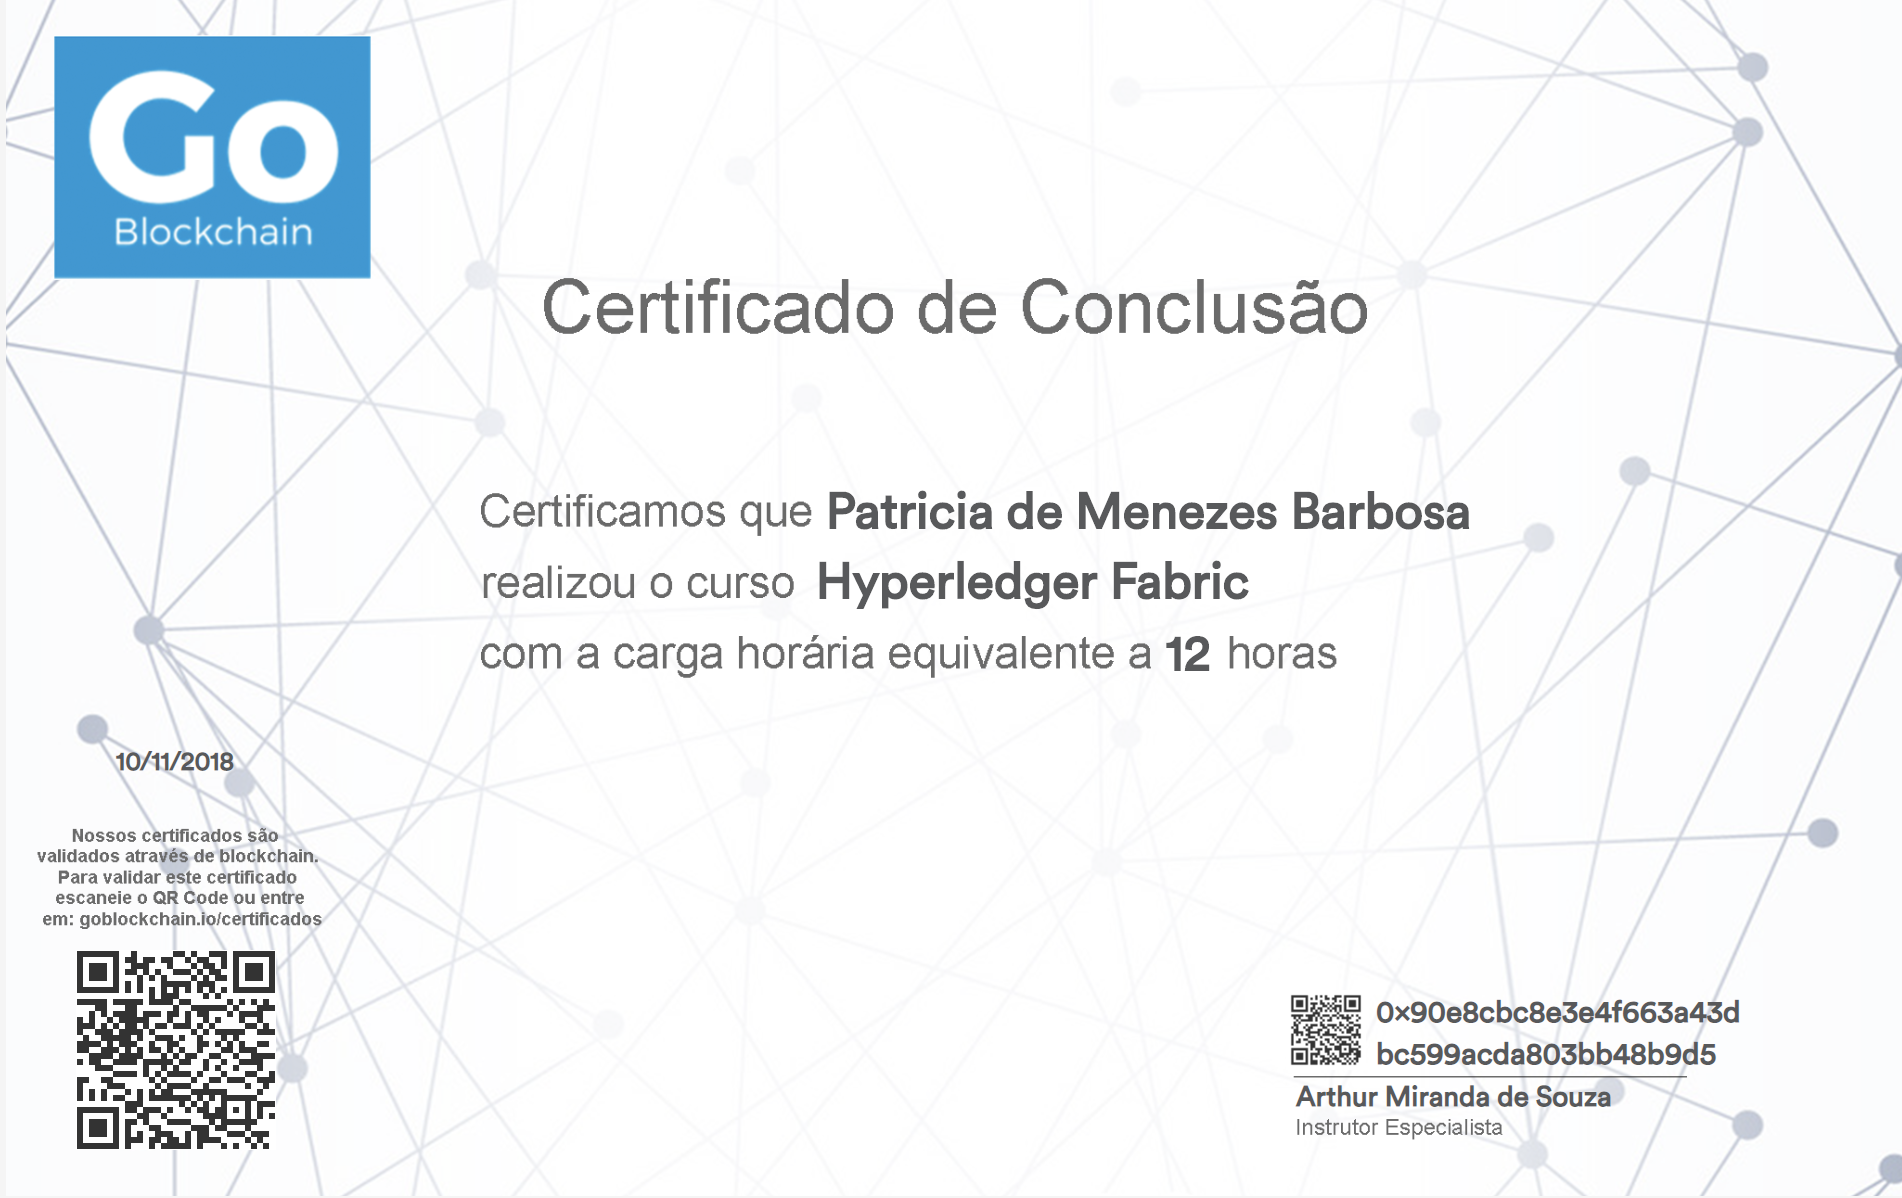 Go
Blockchain
Certificado de Conclusão
Certificamos que Patricia de Menezes Barbosa
realizou o curso Hyperledger Fabric
com a carga horária equivalente a 12 horas
10/11/2018
Nossos certificados são
validados através de blockchain.
Para validar este certificado
escaneie o QR Code ou entre
em: goblockchain.io/certificados
0×90e8cbc8e3e4f663a43d
bc599acda803bb48b9d5
Arthur Miranda de Souza
Instrutor Especialista